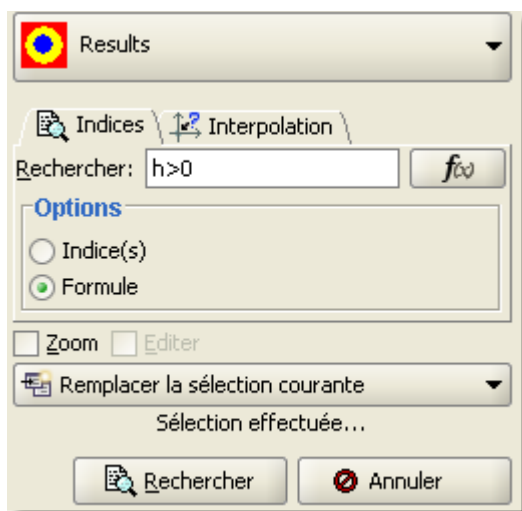 Results
Indices Interpolation
Rechercher: h>0 f(x)
Options
Indice(s)
Formule
Zoom Editer
Remplacer la sélection courante
Sélection effectuée...
Rechercher Annuler